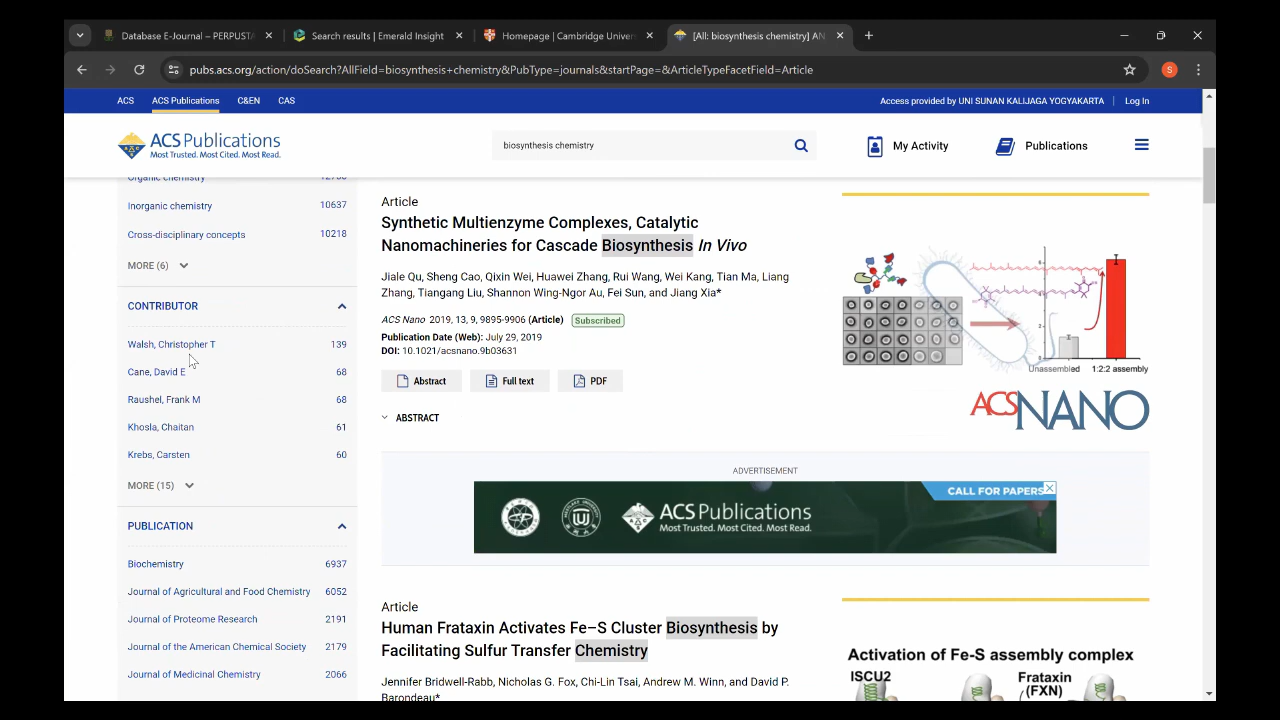 Database E-Journal – PERPUSTA
Search results | Emerald Insight
Homepage | Cambridge Univer
[All: biosynthesis chemistry] AN
pubs.acs.org/action/doSearch?AllField=biosynthesis+chemistry&PubType=journals&startPage=&ArticleTypeFacetField=Article
S
ACS
ACS Publications
C&EN
CAS
Access provided by UNI SUNAN KALIJAGA YOGYAKARTA
Log In
ACS Publications
Most Trusted. Most Cited. Most Read.
biosynthesis chemistry
My Activity
Publications
Organic chemistry
Inorganic chemistry 10637
Cross-disciplinary concepts 10218
MORE (6)
CONTRIBUTOR
Walsh, Christopher T 139
Cane, David E 68
Raushel, Frank M 68
Khosla, Chaitan 61
Krebs, Carsten 60
MORE (15)
PUBLICATION
Biochemistry 6937
Journal of Agricultural and Food Chemistry 6052
Journal of Proteome Research 2191
Journal of the American Chemical Society 2179
Journal of Medicinal Chemistry 2066
Article
Synthetic Multienzyme Complexes, Catalytic
Nanomachineries for Cascade Biosynthesis In Vivo
Jiale Qu, Sheng Cao, Qixin Wei, Huawei Zhang, Rui Wang, Wei Kang, Tian Ma, Liang
Zhang, Tiangang Liu, Shannon Wing-Ngor Au, Fei Sun, and Jiang Xia*
ACS Nano 2019, 13, 9, 9895-9906 (Article) Subscribed
Publication Date (Web): July 29, 2019
DOI: 10.1021/acsnano.9b03631
Abstract
Full text
PDF
ABSTRACT
Unassembled 1:2:2 assembly
ACS NANO
ADVERTISEMENT
CALL FOR PAPERS
ACS Publications
Most Trusted. Most Cited. Most Read.
Article
Human Frataxin Activates Fe–S Cluster Biosynthesis by
Facilitating Sulfur Transfer Chemistry
Jennifer Bridwell-Rabb, Nicholas G. Fox, Chi-Lin Tsai, Andrew M. Winn, and David P.
Barondeau*
Activation of Fe-S assembly complex
ISCU2
Frataxin
(FXN)